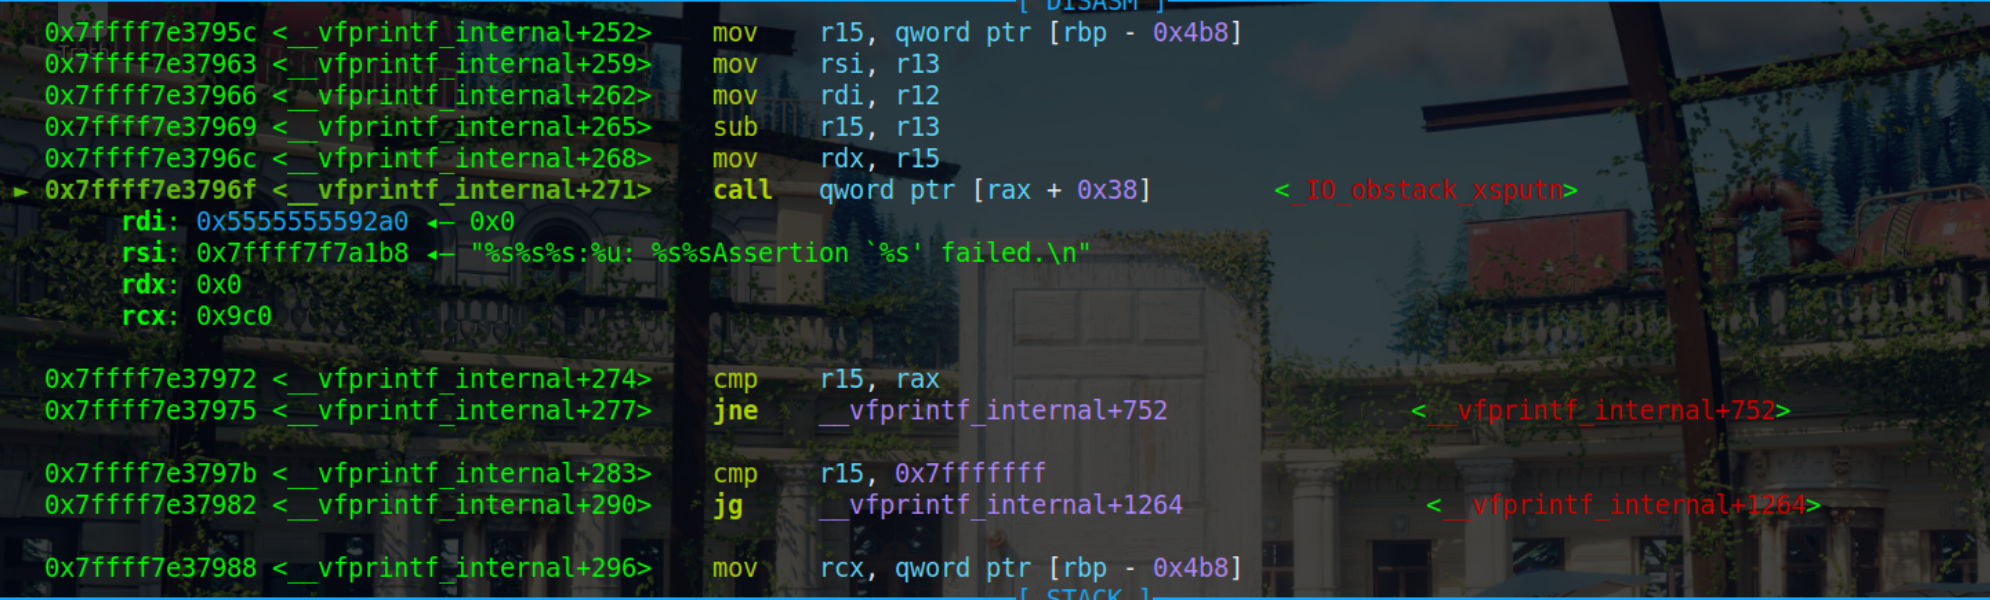 [ DISASM ]
0x7ffff7e3795c <__vfprintf_internal+252> mov r15, qword ptr [rbp - 0x4b8]
Trash
0x7ffff7e37963 <__vfprintf_internal+259> mov rsi, r13
0x7ffff7e37966 <__vfprintf_internal+262> mov rdi, r12
0x7ffff7e37969 <__vfprintf_internal+265> sub r15, r13
0x7ffff7e3796c <__vfprintf_internal+268> mov rdx, r15
► 0x7ffff7e3796f <__vfprintf_internal+271> call qword ptr [rax + 0x38] <_IO_obstack_xsputn>
rdi: 0x5555555592a0 ◂— 0x0
rsi: 0x7ffff7f7a1b8 ◂— "%s%s%s:%u: %s%sAssertion `%s' failed.\n"
rdx: 0x0
rcx: 0x9c0
0x7ffff7e37972 <__vfprintf_internal+274> cmp r15, rax
0x7ffff7e37975 <__vfprintf_internal+277> jne __vfprintf_internal+752 <__vfprintf_internal+752>
0x7ffff7e3797b <__vfprintf_internal+283> cmp r15, 0x7fffffff
0x7ffff7e37982 <__vfprintf_internal+290> jg __vfprintf_internal+1264 <__vfprintf_internal+1264>
0x7ffff7e37988 <__vfprintf_internal+296> mov rcx, qword ptr [rbp - 0x4b8]
[ STACK ]